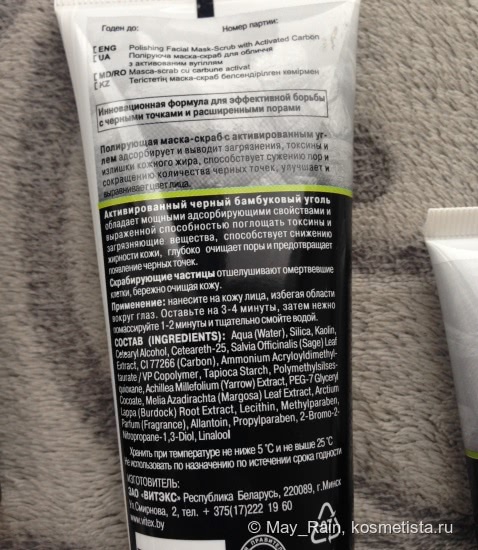 Годен до:
Номер партии:
ENG Polishing Facial Mask-Scrub with Activated Carbon
UA Полiруюча маска-скраб для обличчя
з активованим вугiллям
MD/RO Masca-scrab cu carbune activat
KZ Тегiстетiн маска-скраб белсендiрiлген көмiрмен
Инновационная формула для эффективной борьбы
с черными точками и расширенными порами
Полирующая маска-скраб с активированным уг-
лем адсорбирует и выводит загрязнения, токсины и
излишки кожного жира, способствует сужению пор и
сокращению количества черных точек, улучшает и
выравнивает цвет лица.
Активированный черный бамбуковый уголь
обладает мощными адсорбирующими свойствами и
выраженной способностью поглощать токсины и
загрязняющие вещества, способствует снижению
жирности кожи, глубоко очищает поры и предотвращает
появление черных точек.
Скрабирующие частицы отшелушивают омертвевшие
клетки, бережно очищая кожу.
Применение: нанесите на кожу лица, избегая области
вокруг глаз. Оставьте на 3-4 минуты, затем нежно
помассируйте 1-2 минуты и тщательно смойте водой.
СОСТАВ (INGREDIENTS): Aqua (Water), Silica, Kaolin,
Cetearyl Alcohol, Ceteareth-25, Salvia Officinalis (Sage) Leaf
Extract, CI 77266 (Carbon), Ammonium Acryloyldimethyl-
taurate / VP Copolymer, Tapioca Starch, Polymethylsilses-
quioxane, Achillea Millefolium (Yarrow) Extract, PEG-7 Glyceryl
Cocoate, Melia Azadirachta (Margosa) Leaf Extract, Arctium
Lappa (Burdock) Root Extract, Lecithin, Methylparaben,
Parfum (Fragrance), Allantoin, Propylparaben, 2-Bromo-2-
Nitropropane-1,3-Diol, Linalool
Хранить при температуре не ниже 5 °C и не выше 25 °C
Не использовать по назначению по истечении срока годности
ИЗГОТОВИТЕЛЬ:
ЗАО «ВИТЭКС» Республика Беларусь, 220089, г.Минск
Ул.Смирнова, 2, тел. + 375(17)222 19 60
www.vitex.by
© May_Rain, kosmetista.ru